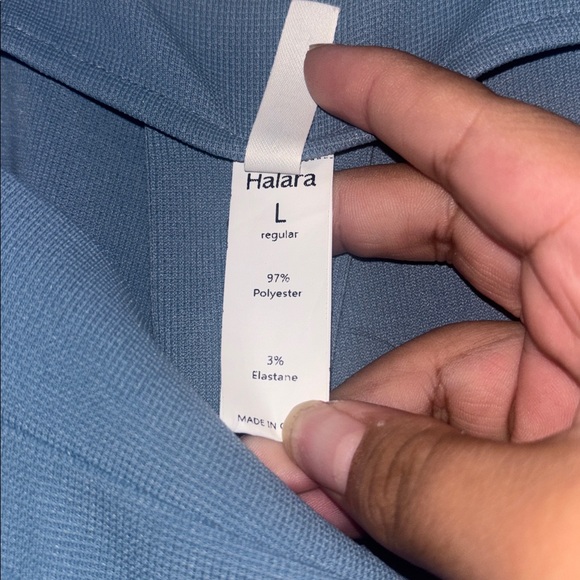 Halara
L
regular
97%
Polyester
3%
Elastane
MADE IN